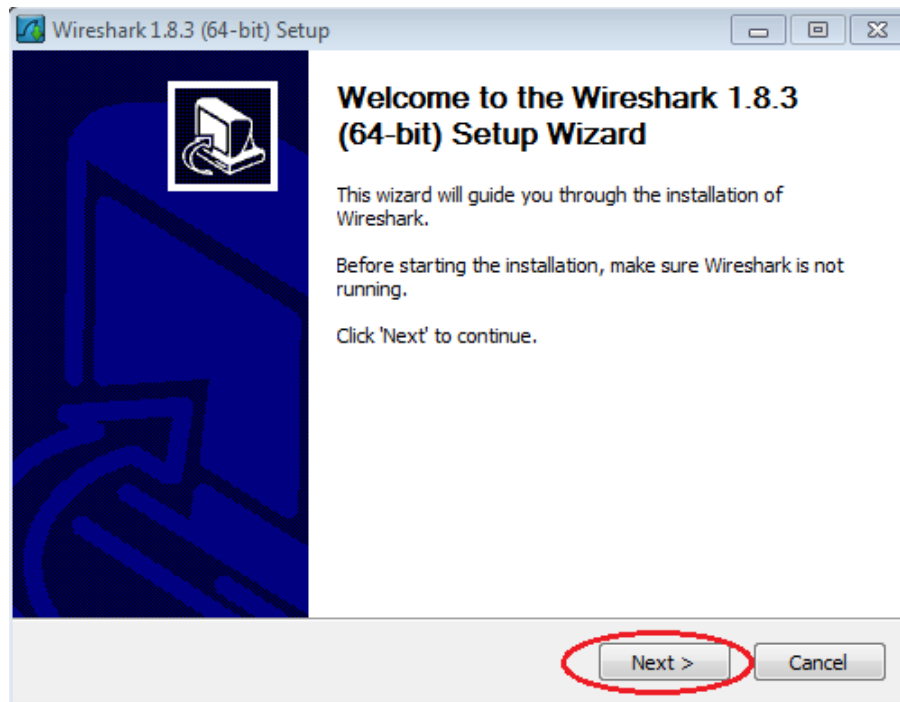 Wireshark 1.8.3 (64-bit) Setup
Welcome to the Wireshark 1.8.3
(64-bit) Setup Wizard
This wizard will guide you through the installation of
Wireshark.
Before starting the installation, make sure Wireshark is not
running.
Click 'Next' to continue.
Next >
Cancel